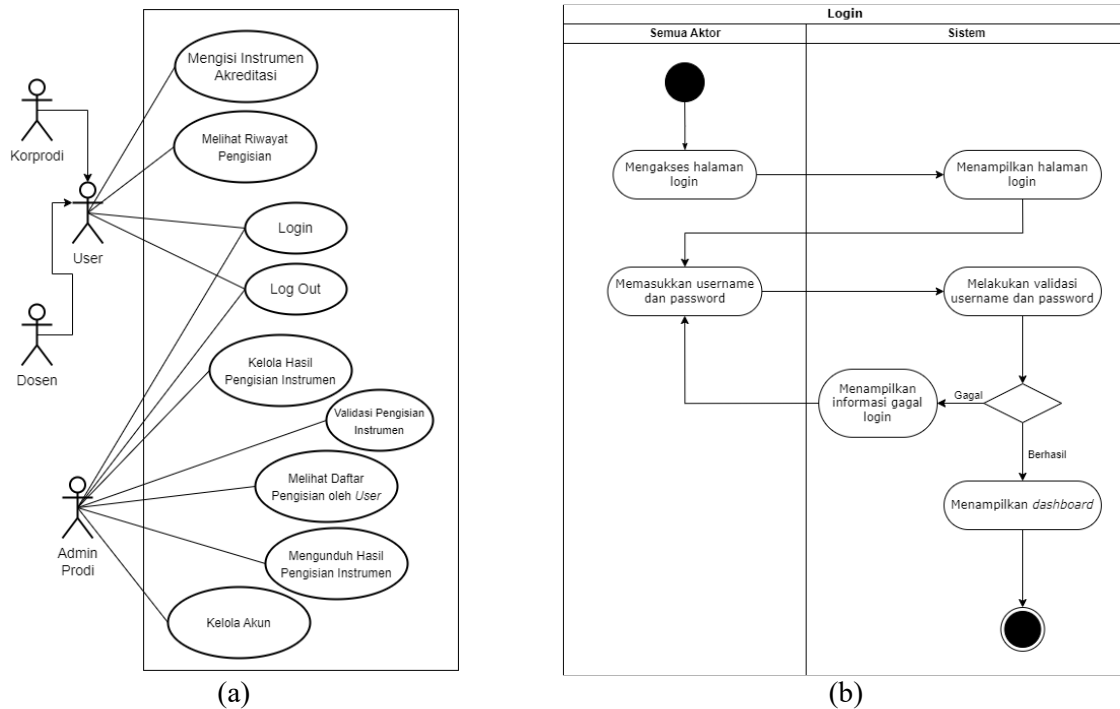 Mengisi Instrumen
Akreditasi
Korprodi
Melihat Riwayat
Pengisian
User
Login
Log Out
Dosen
Kelola Hasil
Pengisian Instrumen
Validasi Pengisian
Instrumen
Melihat Daftar
Pengisian oleh User
Admin
Prodi
Mengunduh Hasil
Pengisian Instrumen
Kelola Akun
(a)
Login
Semua Aktor
Sistem
Mengakses halaman
login
Menampilkan halaman
login
Memasukkan username
dan password
Melakukan validasi
username dan password
Menampilkan
informasi gagal
login
Gagal
Berhasil
Menampilkan dashboard
(b)